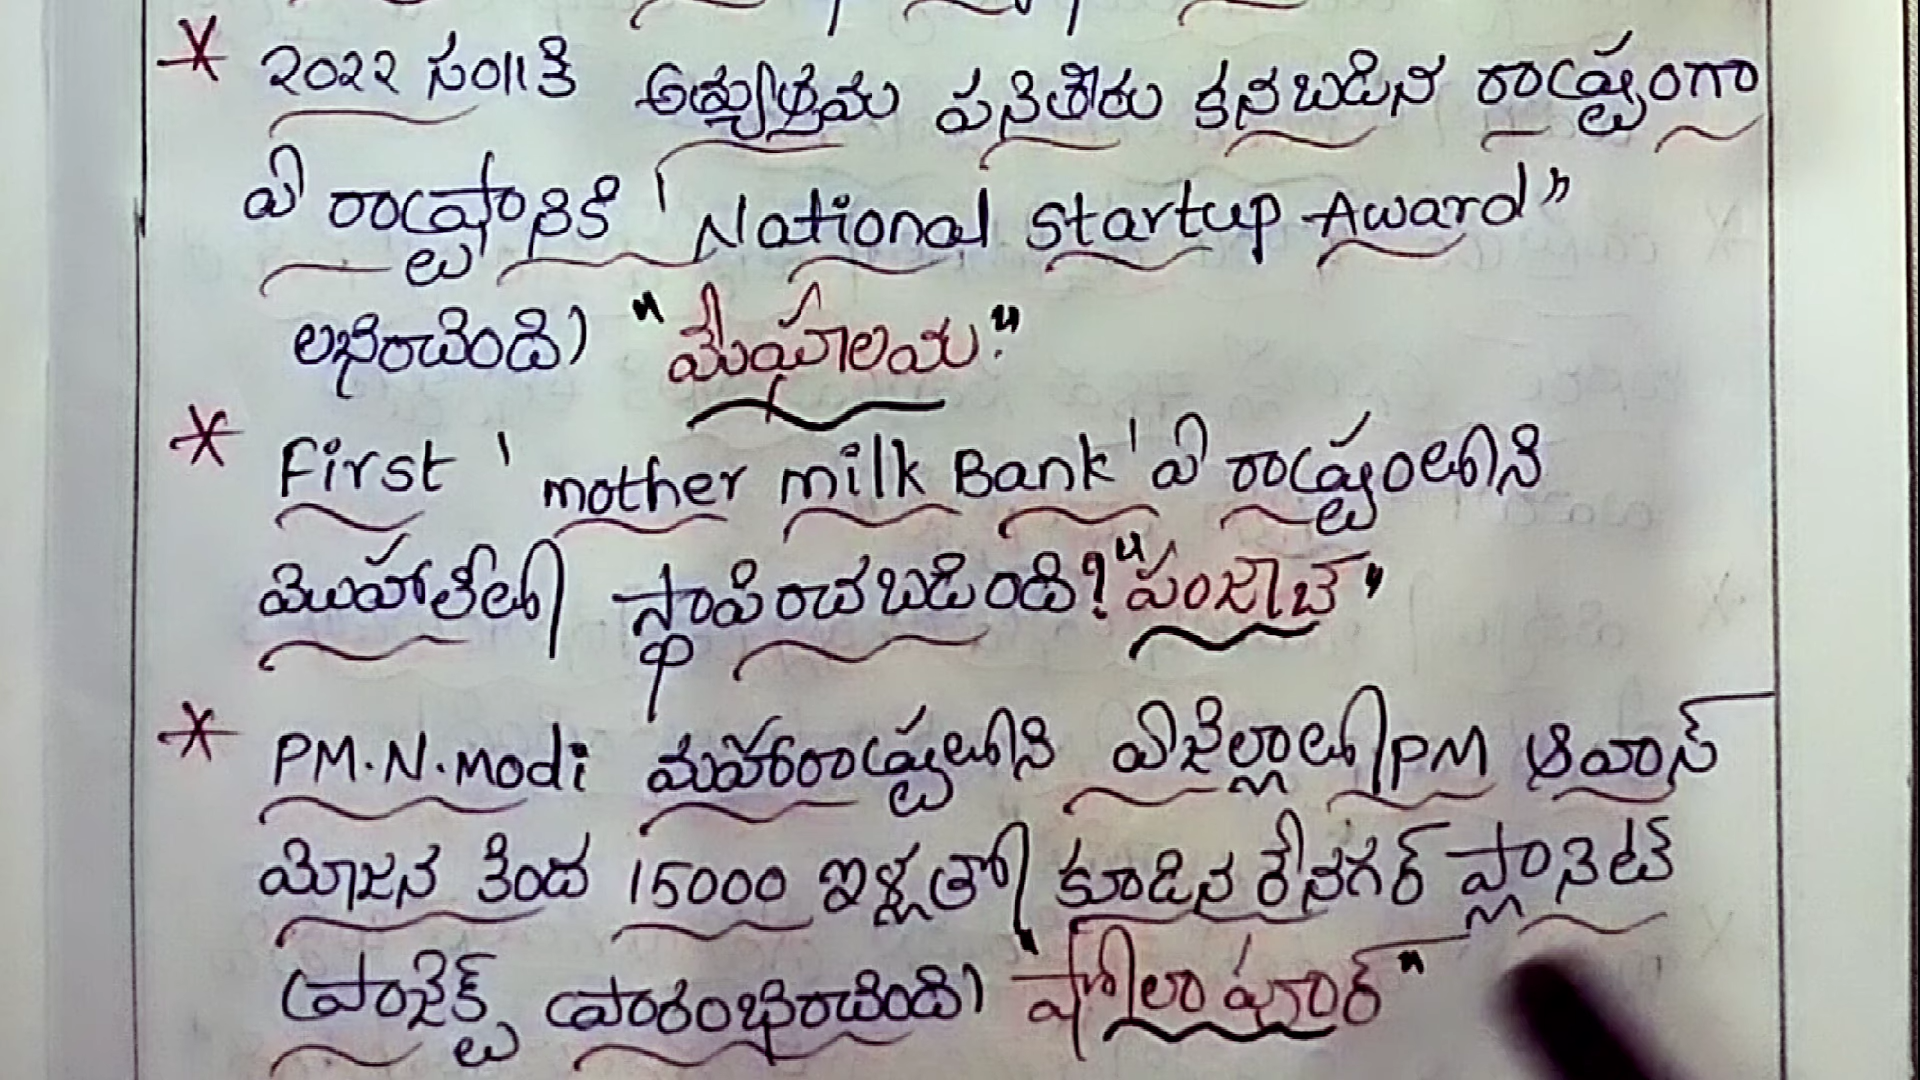 * 2022 సం॥కి అత్యుత్తమ పనితీరు కనబడిన రాష్ట్రంగా
ఏ రాష్ట్రానికి 'National Startup Award"
లభించింది? "మేఘాలయ."
* First 'mother milk Bank' ఏ రాష్ట్రంలోని
మొహాలీలో స్థాపించబడింది? "పంజాబ్"
* PM.N.modi మహారాష్ట్రలోని ఏ జిల్లాలో PM ఆవాస్
యోజన కింద 15000 ఇళ్లతో కూడిన రేనగర్ ప్లానెట్
ప్రాజెక్ట్ ప్రారంభించింది? "షోలాపూర్"